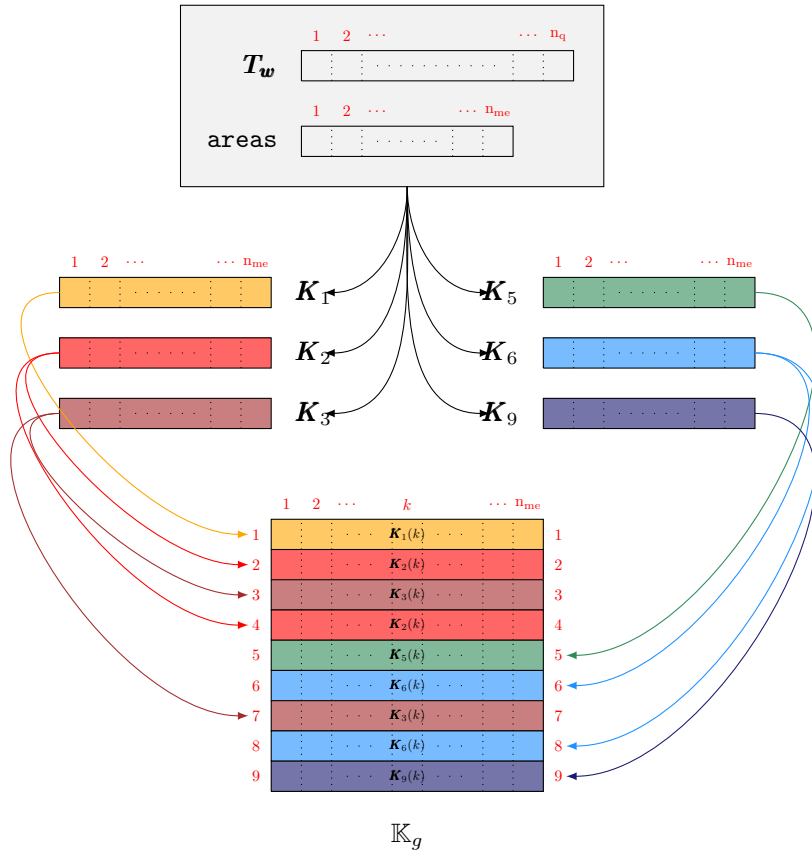 1 2 ··· ··· n_q
T_w
1 2 ··· ··· n_me
areas
1 2 ··· ··· n_me
1 2 ··· ··· n_me
K_1 K_5
K_2 K_6
K_3 K_9
1 2 ··· k ··· n_me
1 K_1(k) 1
2 K_2(k) 2
3 K_3(k) 3
4 K_2(k) 4
5 K_5(k) 5
6 K_6(k) 6
7 K_3(k) 7
8 K_6(k) 8
9 K_9(k) 9
𝕂_g